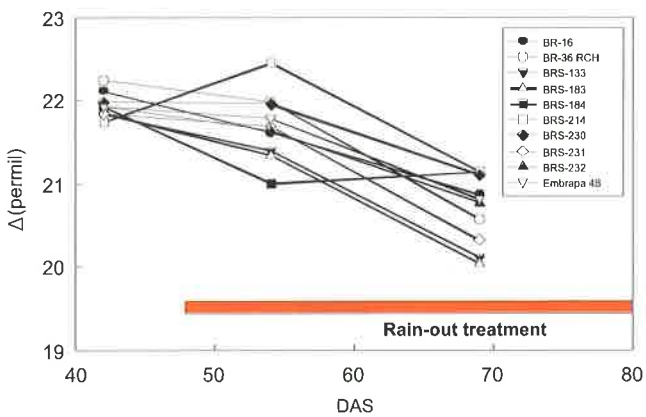 23
22
21
20
19
Δ(permil)
40
50
60
70
80
DAS
BR-16
BR-36 RCH
BRS-133
BRS-183
BRS-184
BRS-214
BRS-230
BRS-231
BRS-232
Embrapa 48
Rain-out treatment